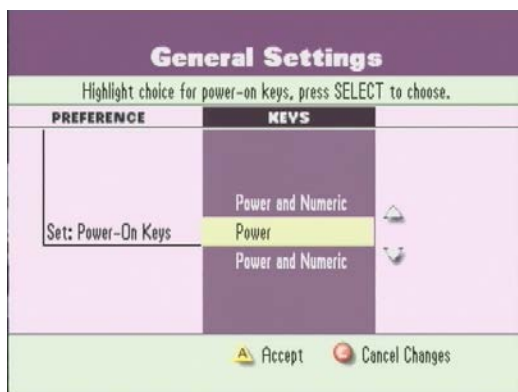 General Settings
Highlight choice for power-on keys, press SELECT to choose.
PREFERENCE KEYS
Power and Numeric
Set: Power-On Keys Power
Power and Numeric
A Accept C Cancel Changes